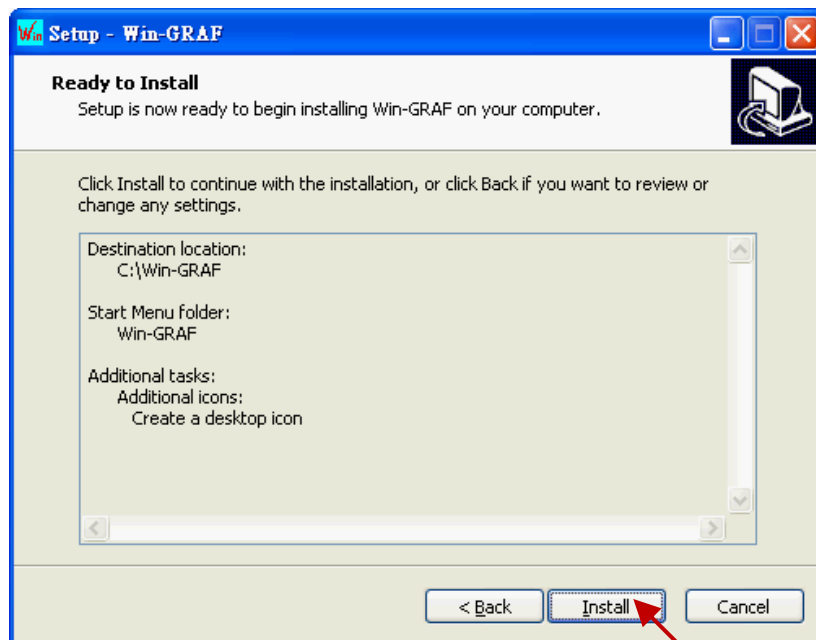 Win Setup - Win-GRAF
Ready to Install
Setup is now ready to begin installing Win-GRAF on your computer.
Click Install to continue with the installation, or click Back if you want to review or
change any settings.
Destination location:
C:\Win-GRAF
Start Menu folder:
Win-GRAF
Additional tasks:
Additional icons:
Create a desktop icon
< Back Install Cancel